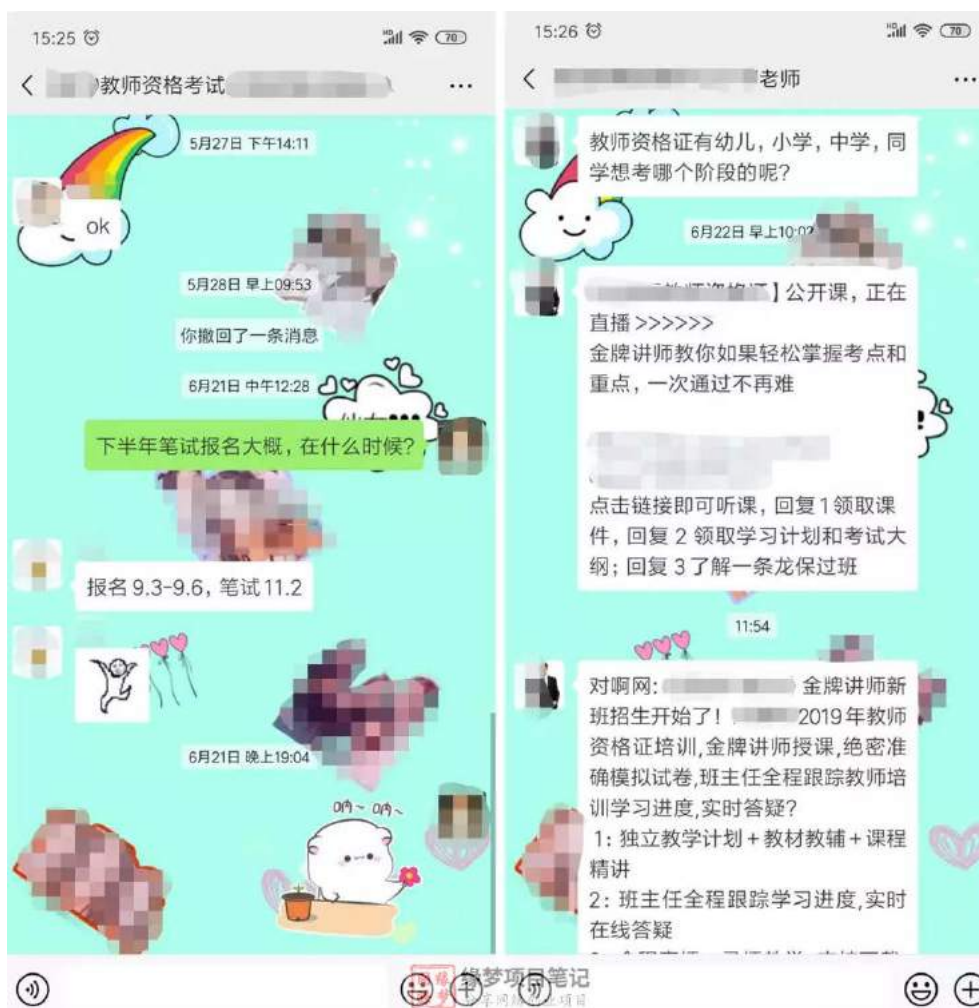 15:25
70
教师资格考试
5月27日 下午14:11
ok
5月28日 早上09:53
你撤回了一条消息
6月21日 中午12:28
下半年笔试报名大概，在什么时候？
报名 9.3-9.6，笔试 11.2
6月21日 晚上19:04
呐～ 呐～
15:26
70
老师
教师资格证有幼儿，小学，中学，同
学想考哪个阶段的呢？
6月22日 早上10:02
】公开课，正在
直播 >>>>>>
金牌讲师教你如果轻松掌握考点和
重点，一次通过不再难
点击链接即可听课，回复 1 领取课
件，回复 2 领取学习计划和考试大
纲；回复 3 了解一条龙保过班
11:54
对啊网: 金牌讲师新
班招生开始了！ 2019年教师
资格证培训,金牌讲师授课,绝密准
确模拟试卷,班主任全程跟踪教师培
训学习进度,实时答疑?
1: 独立教学计划+教材教辅+课程
精讲
2: 班主任全程跟踪学习进度,实时
在线答疑
缘梦项目笔记